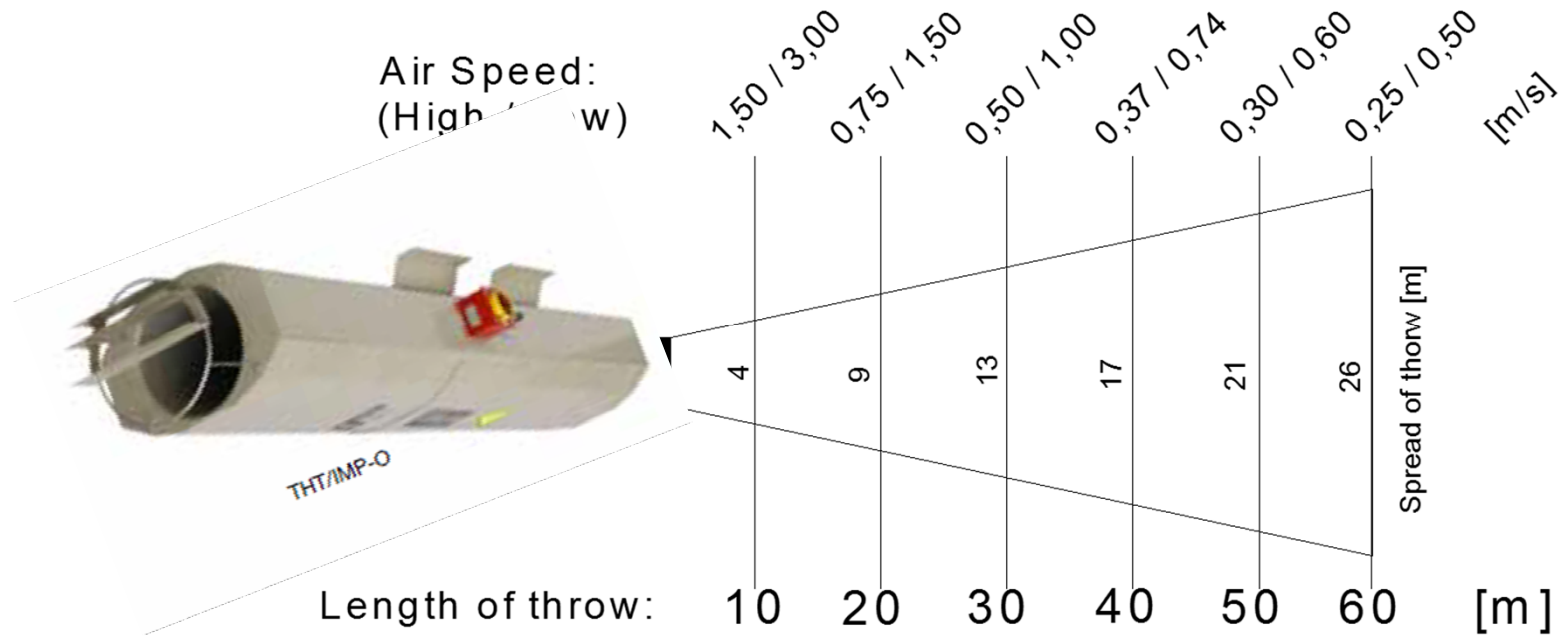 Air Speed:
(High / w)
1,50 / 3,00
0,75 / 1,50
0,50 / 1,00
0,37 / 0,74
0,30 / 0,60
0,25 / 0,50
[m/s]
4
9
13
17
21
26
Spread of thorw [m]
THT/IMP-O
Length of throw: 10 20 30 40 50 60 [m]